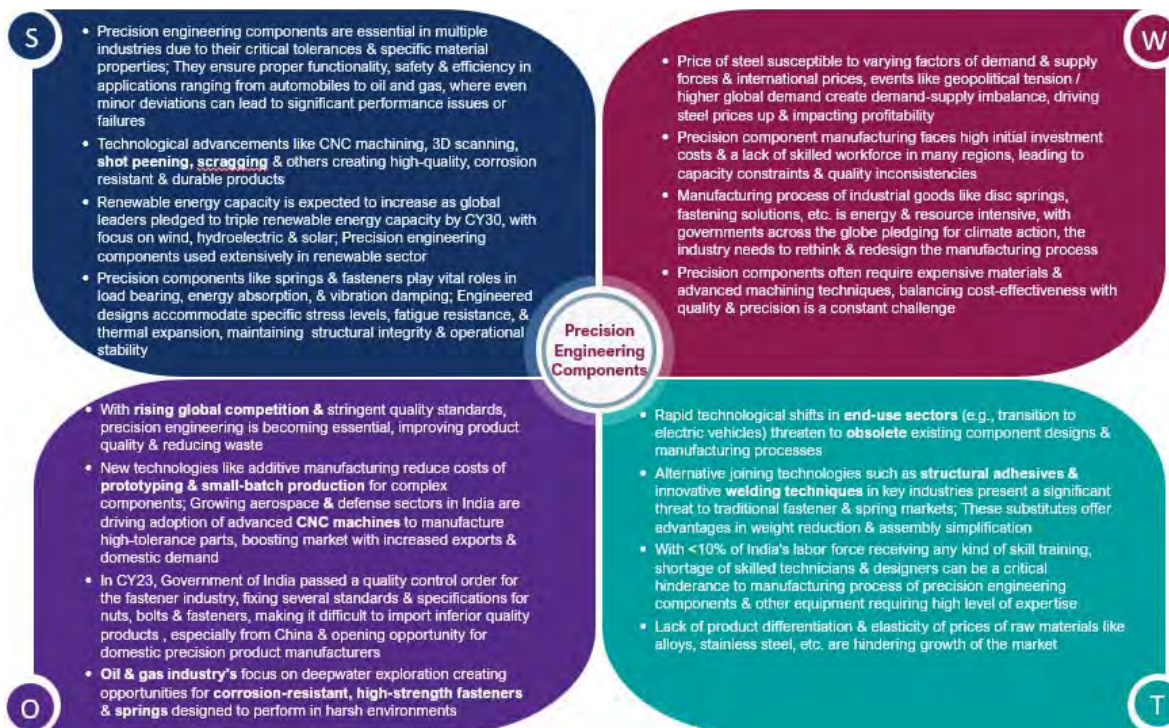 S
• Precision engineering components are essential in multiple
industries due to their critical tolerances & specific material
properties; They ensure proper functionality, safety & efficiency in
applications ranging from automobiles to oil and gas, where even
minor deviations can lead to significant performance issues or
failures
• Technological advancements like CNC machining, 3D scanning,
shot peening, scragging & others creating high-quality, corrosion
resistant & durable products
• Renewable energy capacity is expected to increase as global
leaders pledged to triple renewable energy capacity by CY30, with
focus on wind, hydroelectric & solar; Precision engineering
components used extensively in renewable sector
• Precision components like springs & fasteners play vital roles in
load bearing, energy absorption, & vibration damping; Engineered
designs accommodate specific stress levels, fatigue resistance, &
thermal expansion, maintaining structural integrity & operational
stability
W
• Price of steel susceptible to varying factors of demand & supply
forces & international prices, events like geopolitical tension /
higher global demand create demand-supply imbalance, driving
steel prices up & impacting profitability
• Precision component manufacturing faces high initial investment
costs & a lack of skilled workforce in many regions, leading to
capacity constraints & quality inconsistencies
• Manufacturing process of industrial goods like disc springs,
fastening solutions, etc. is energy & resource intensive, with
governments across the globe pledging for climate action, the
industry needs to rethink & redesign the manufacturing process
• Precision components often require expensive materials &
advanced machining techniques, balancing cost-effectiveness with
quality & precision is a constant challenge
Precision
Engineering
Components
• With rising global competition & stringent quality standards,
precision engineering is becoming essential, improving product
quality & reducing waste
• New technologies like additive manufacturing reduce costs of
prototyping & small-batch production for complex
components; Growing aerospace & defense sectors in India are
driving adoption of advanced CNC machines to manufacture
high-tolerance parts, boosting market with increased exports &
domestic demand
• In CY23, Government of India passed a quality control order for
the fastener industry, fixing several standards & specifications for
nuts, bolts & fasteners, making it difficult to import inferior quality
products , especially from China & opening opportunity for
domestic precision product manufacturers
• Oil & gas industry's focus on deepwater exploration creating
opportunities for corrosion-resistant, high-strength fasteners
& springs designed to perform in harsh environments
O
• Rapid technological shifts in end-use sectors (e.g., transition to
electric vehicles) threaten to obsolete existing component designs &
manufacturing processes
• Alternative joining technologies such as structural adhesives &
innovative welding techniques in key industries present a significant
threat to traditional fastener & spring markets; These substitutes offer
advantages in weight reduction & assembly simplification
• With <10% of India's labor force receiving any kind of skill training,
shortage of skilled technicians & designers can be a critical
hinderance to manufacturing process of precision engineering
components & other equipment requiring high level of expertise
• Lack of product differentiation & elasticity of prices of raw materials like
alloys, stainless steel, etc. are hindering growth of the market
T